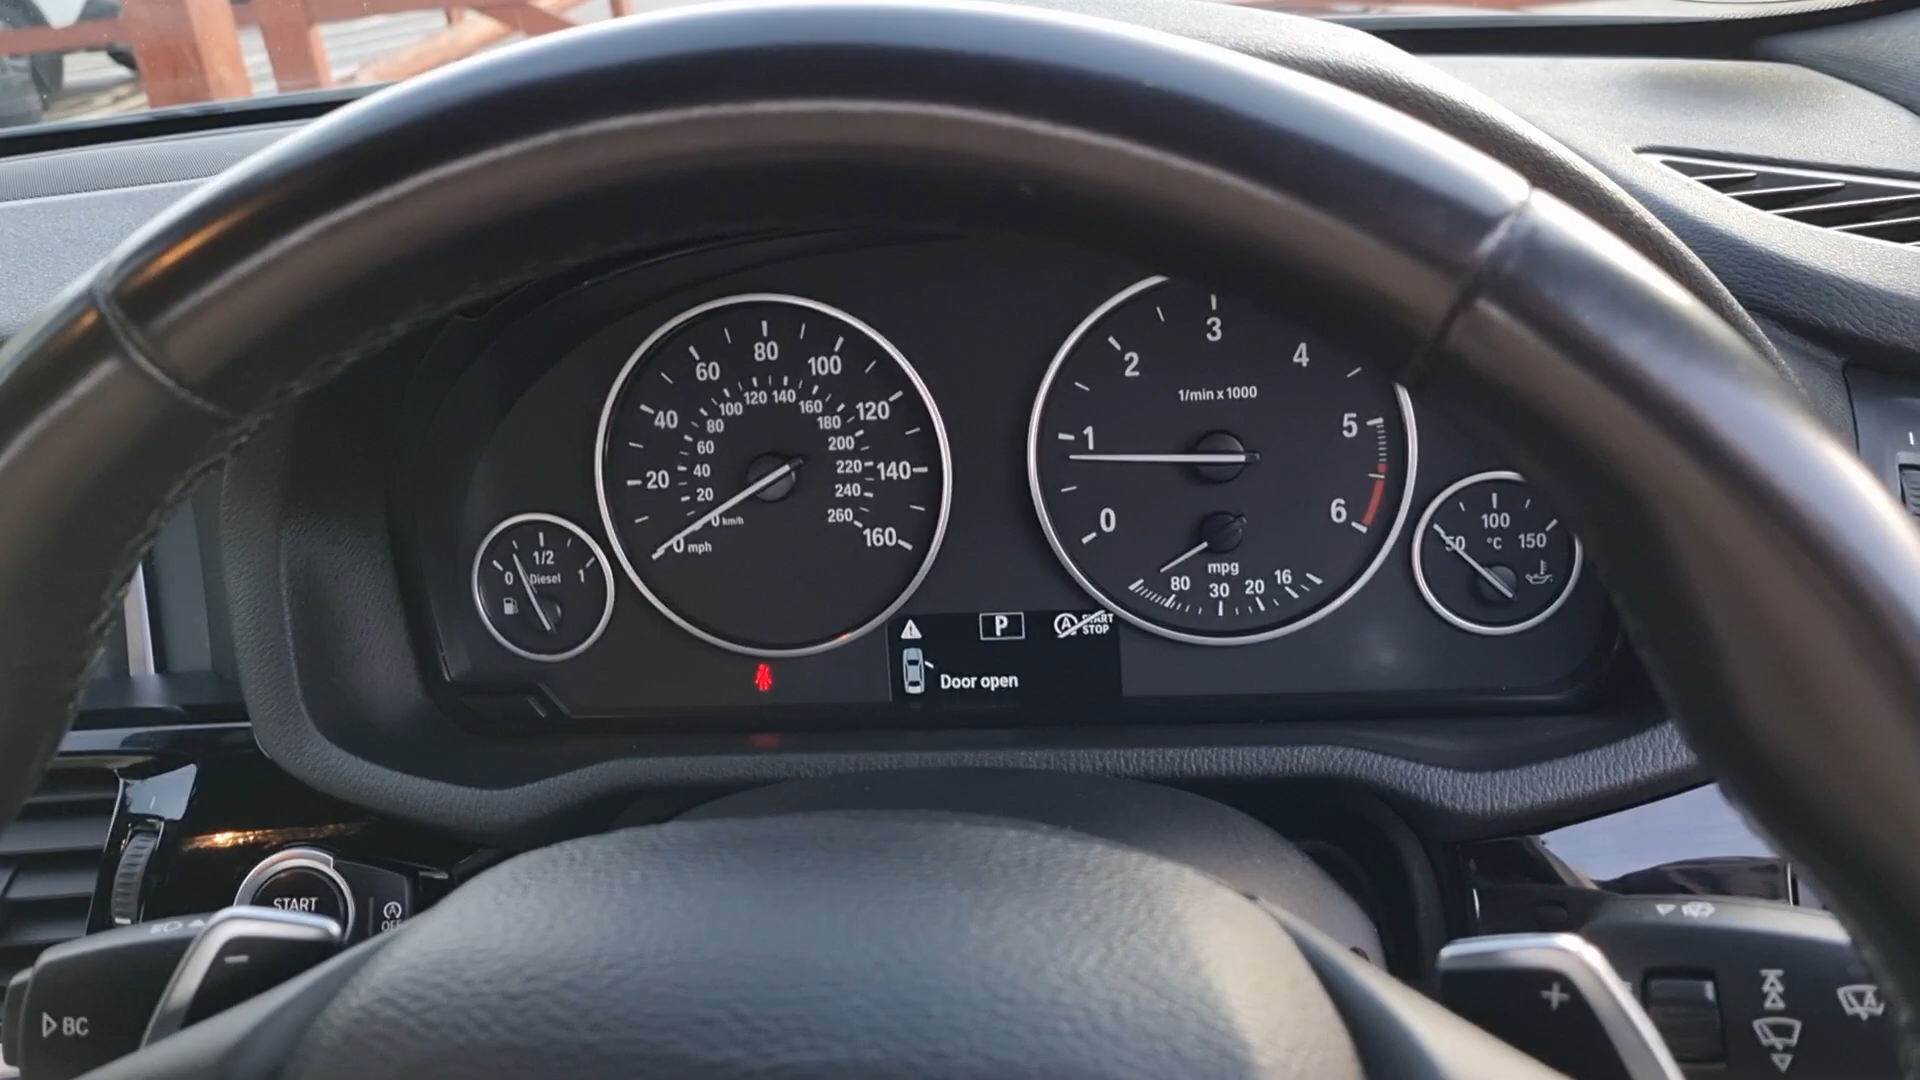 20
40
60
80
100
120
140
160
0 mph
20
40
60
80
100
120
140
160
180
200
220
240
260
0 km/h
0
1
2
3
4
5
6
1/min x 1000
mpg
80
30
20
16
0
1/2
1
Diesel
50
100
150
°C
P
A START
STOP
Door open
START
A
OFF
BC
-
+
A